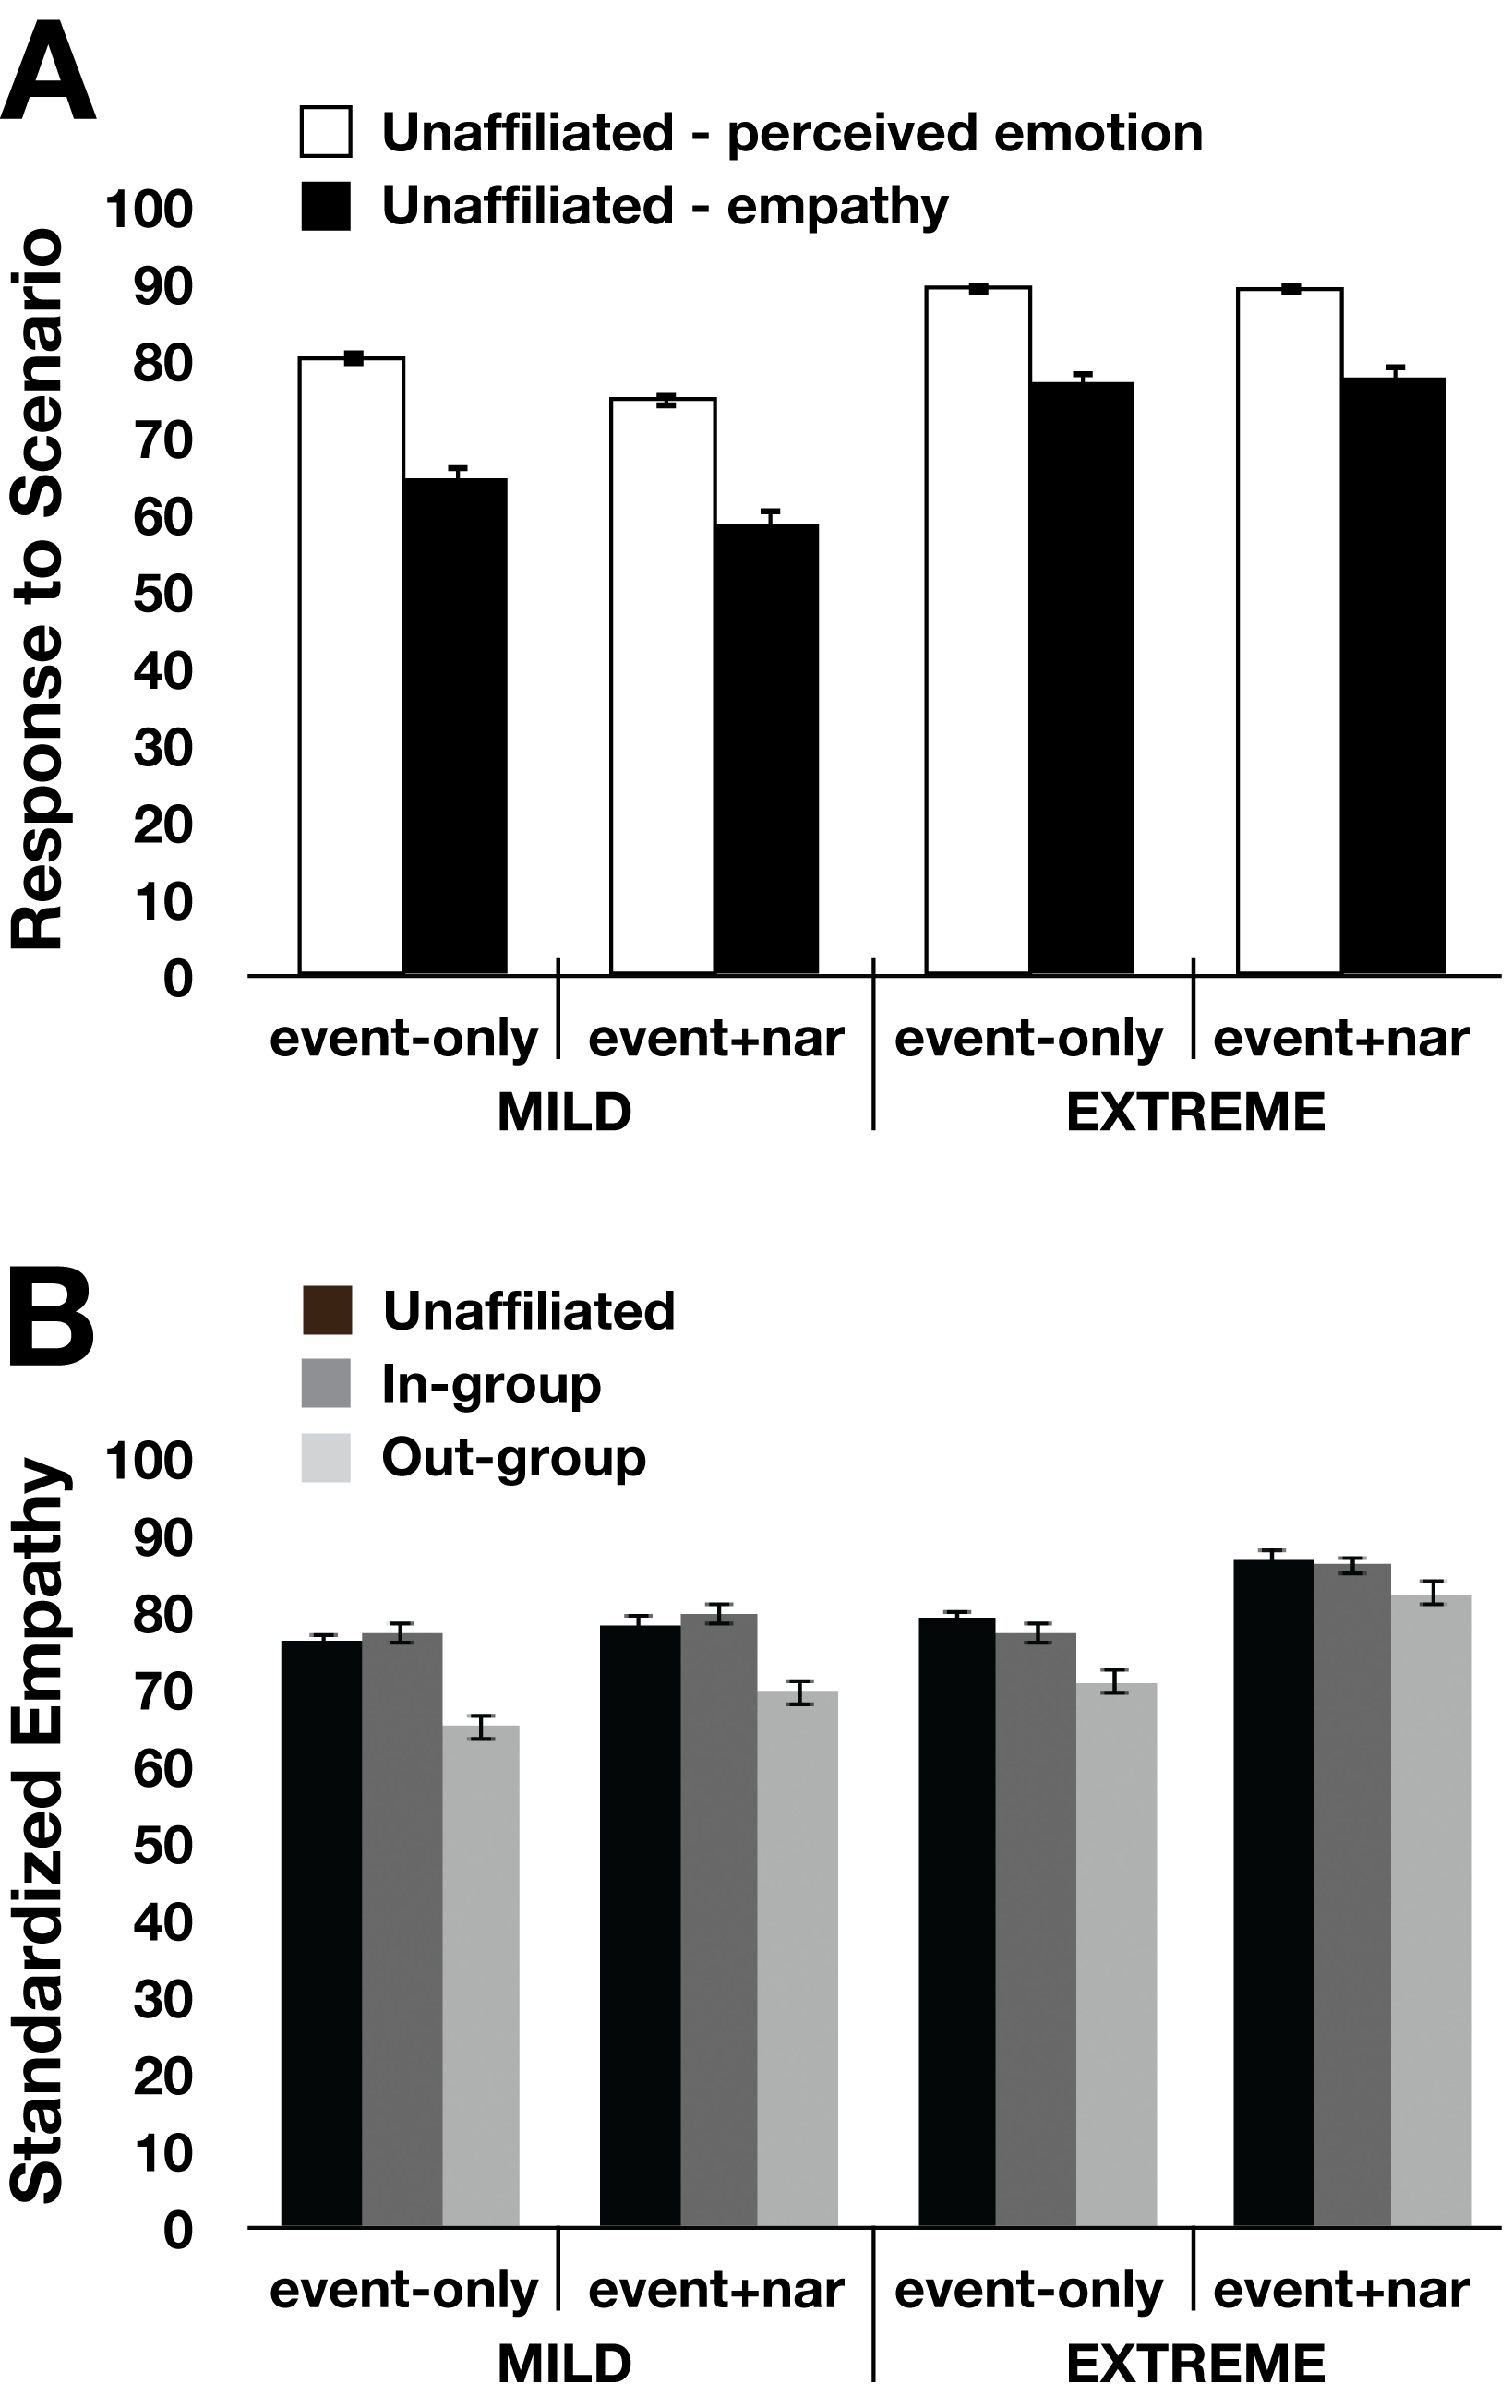 A
Unaffiliated - perceived emotion
Unaffiliated - empathy
Response to Scenario
100
90
80
70
60
50
40
30
20
10
0
event-only event+nar event-only event+nar
MILD EXTREME
B
Unaffiliated
In-group
Out-group
Standardized Empathy
100
90
80
70
60
50
40
30
20
10
0
event-only event+nar event-only event+nar
MILD EXTREME